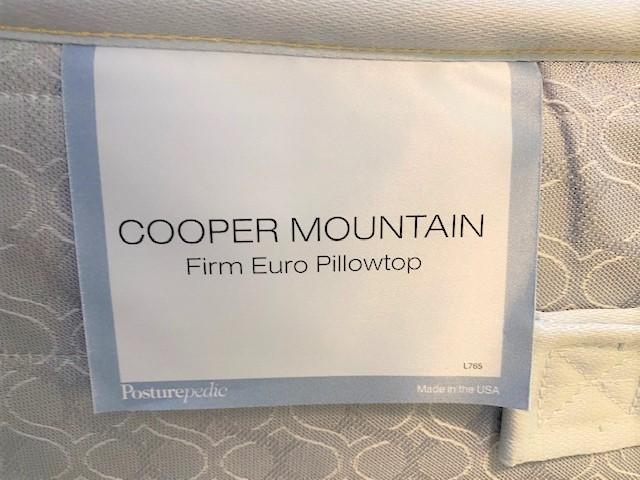 COOPER MOUNTAIN
Firm Euro Pillowtop
L765
Posturepedic
Made in the USA